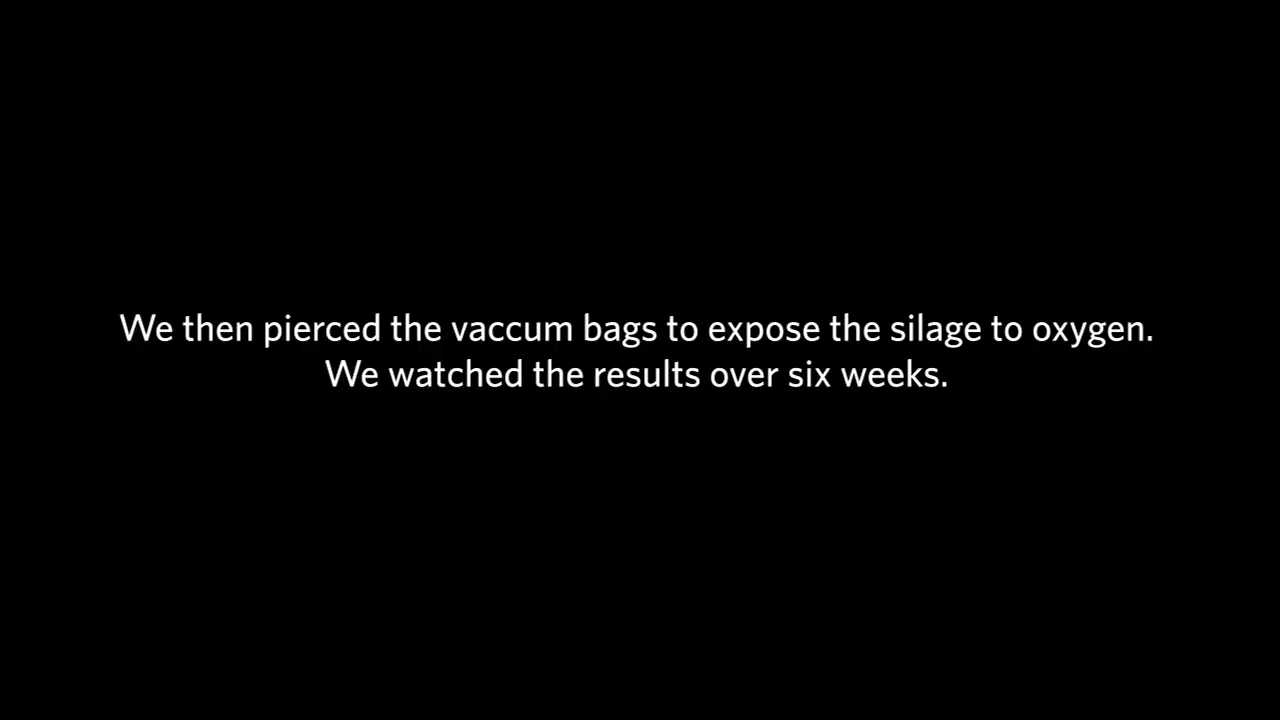 We then pierced the vaccum bags to expose the silage to oxygen.
We watched the results over six weeks.